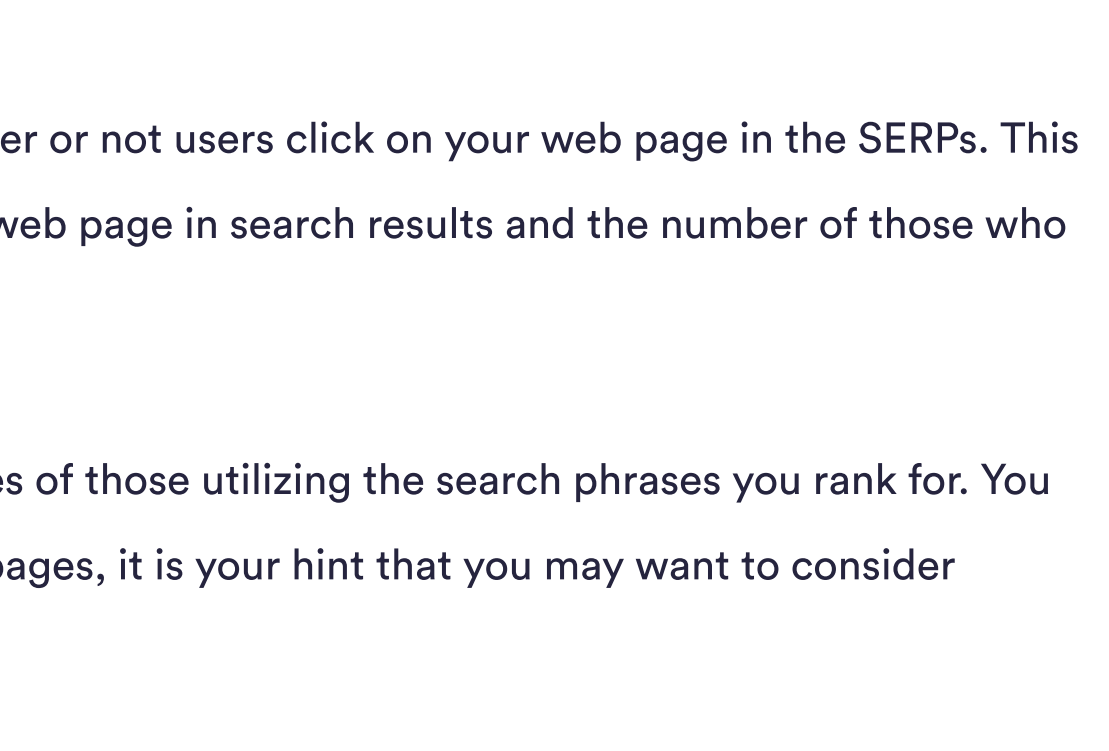 er or not users click on your web page in the SERPs. This
web page in search results and the number of those who
es of those utilizing the search phrases you rank for. You
pages, it is your hint that you may want to consider